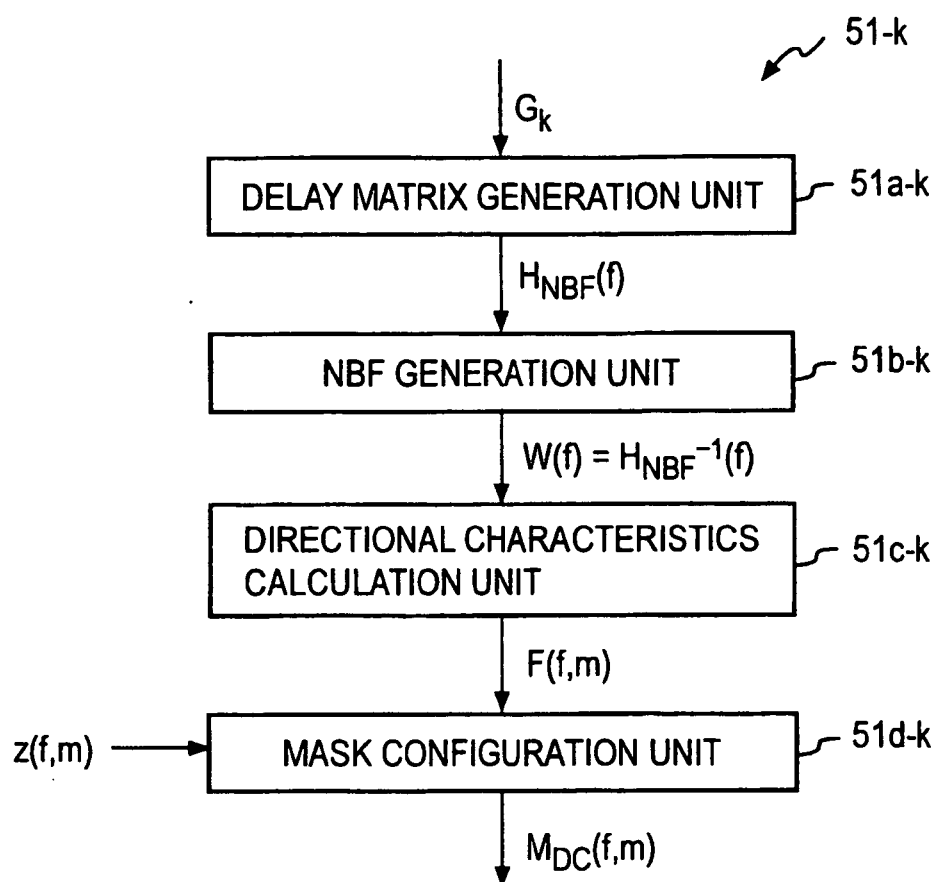 51-k
G_k
DELAY MATRIX GENERATION UNIT
51a-k
H_NBF(f)
NBF GENERATION UNIT
51b-k
W(f) = H_NBF^-1(f)
DIRECTIONAL CHARACTERISTICS
CALCULATION UNIT
51c-k
F(f,m)
z(f,m)
MASK CONFIGURATION UNIT
51d-k
M_DC(f,m)